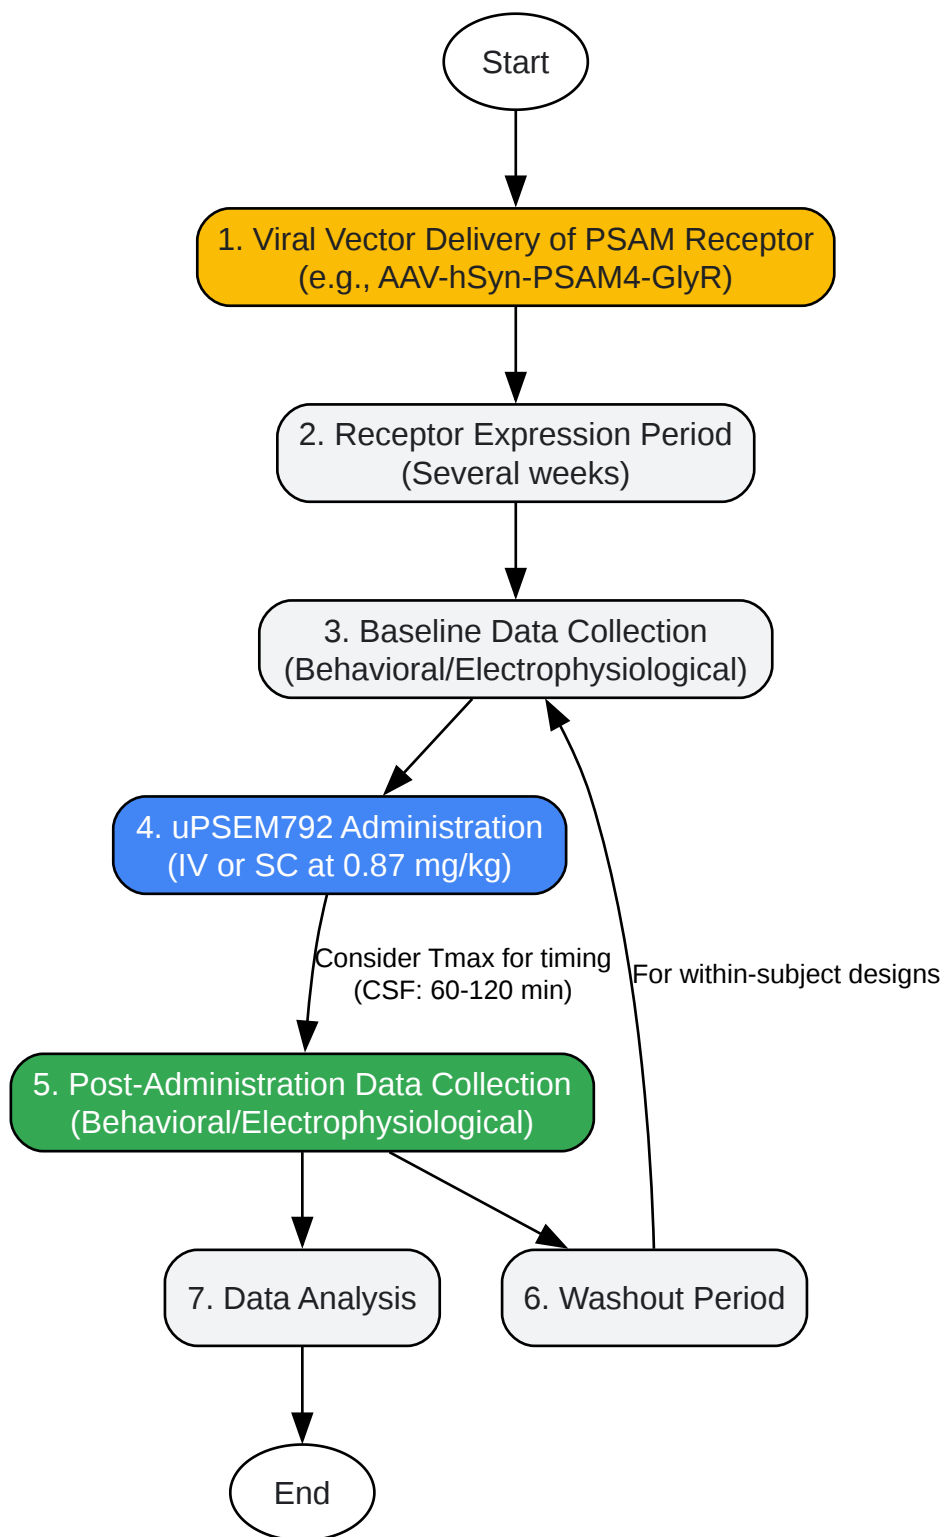 Start
1. Viral Vector Delivery of PSAM Receptor
(e.g., AAV-hSyn-PSAM4-GlyR)
2. Receptor Expression Period
(Several weeks)
3. Baseline Data Collection
(Behavioral/Electrophysiological)
4. uPSEM792 Administration
(IV or SC at 0.87 mg/kg)
Consider Tmax for timing
(CSF: 60-120 min)
For within-subject designs
5. Post-Administration Data Collection
(Behavioral/Electrophysiological)
7. Data Analysis
6. Washout Period
End